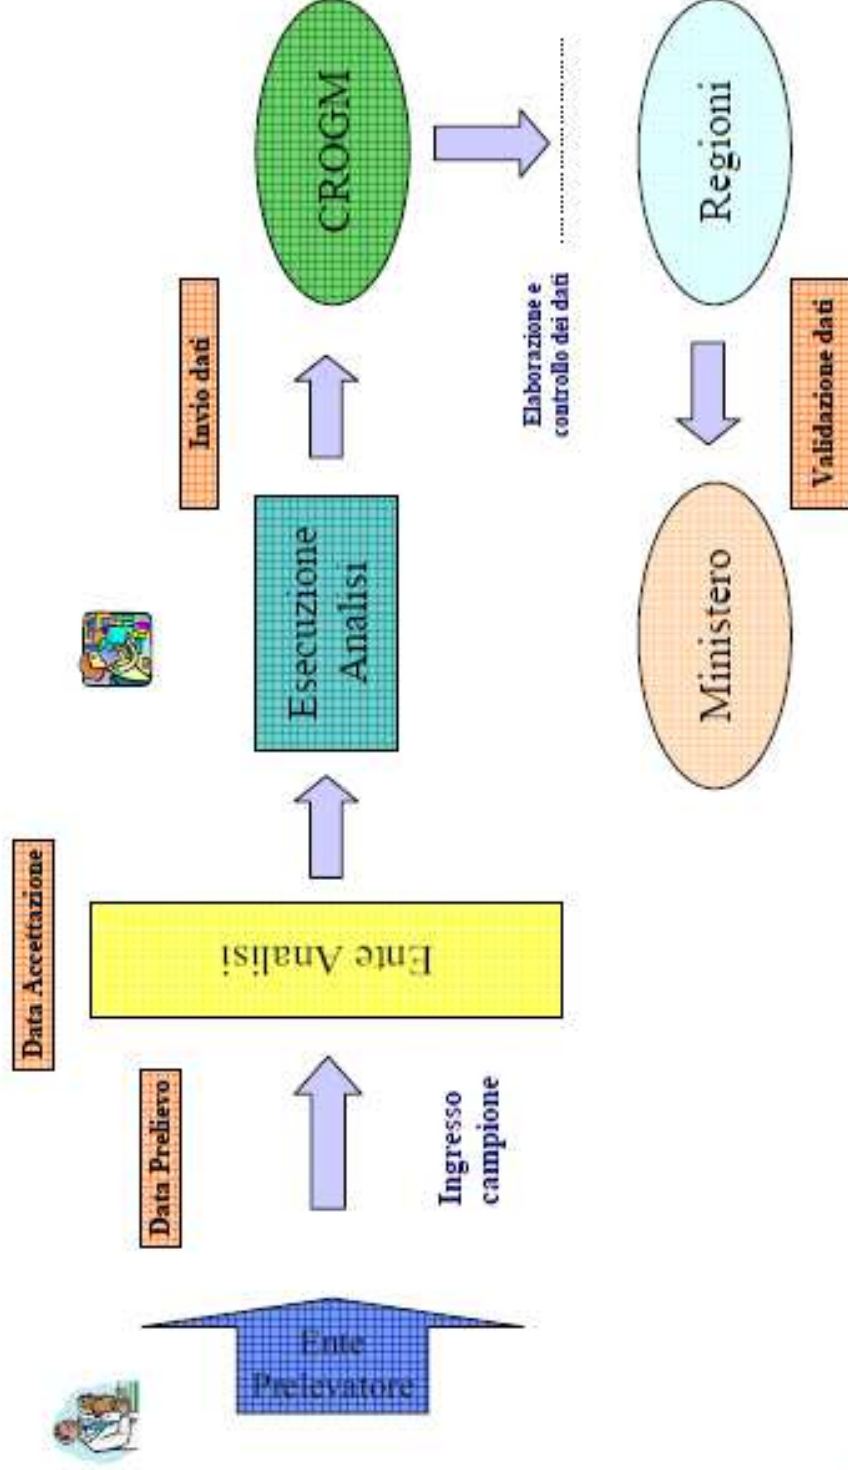 Data Accettazione
Data Prelievo
Invio dati
Ente
Prelevatore
Ingresso
campione
Ente Analisi
Esecuzione
Analisi
CROGM
Elaborazione e
controllo dei dati
Regioni
Validazione dati
Ministero